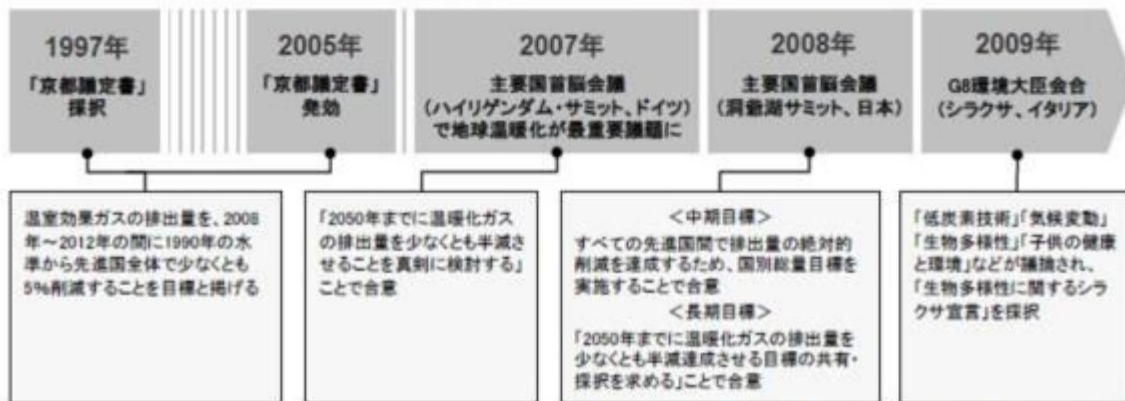 1997年
「京都議定書」
採択
2005年
「京都議定書」
発効
2007年
主要国首脳会議
(ハイリゲンダム・サミット、ドイツ)
で地球温暖化が最重要議題に
2008年
主要国首脳会議
(洞爺湖サミット、日本)
2009年
G8環境大臣会合
(シラクサ、イタリア)
温室効果ガスの排出量を、2008
年～2012年の間に1990年の水
準から先進国全体で少なくとも
5%削減することを目標と掲げる
「2050年までに温暖化ガス
の排出量を少なくとも半減さ
せることを真剣に検討する」
ことで合意
<中期目標>
すべての先進国間で排出量の絶対的
削減を達成するため、国別総量目標を
実施することで合意
<長期目標>
「2050年までに温暖化ガスの排出量を
少なくとも半減達成させる目標の共有・
採択を求める」ことで合意
「低炭素技術」「気候変動」
「生物多様性」「子供の健康
と環境」などが議論され、
「生物多様性に関するシラ
クサ宣言」を採択